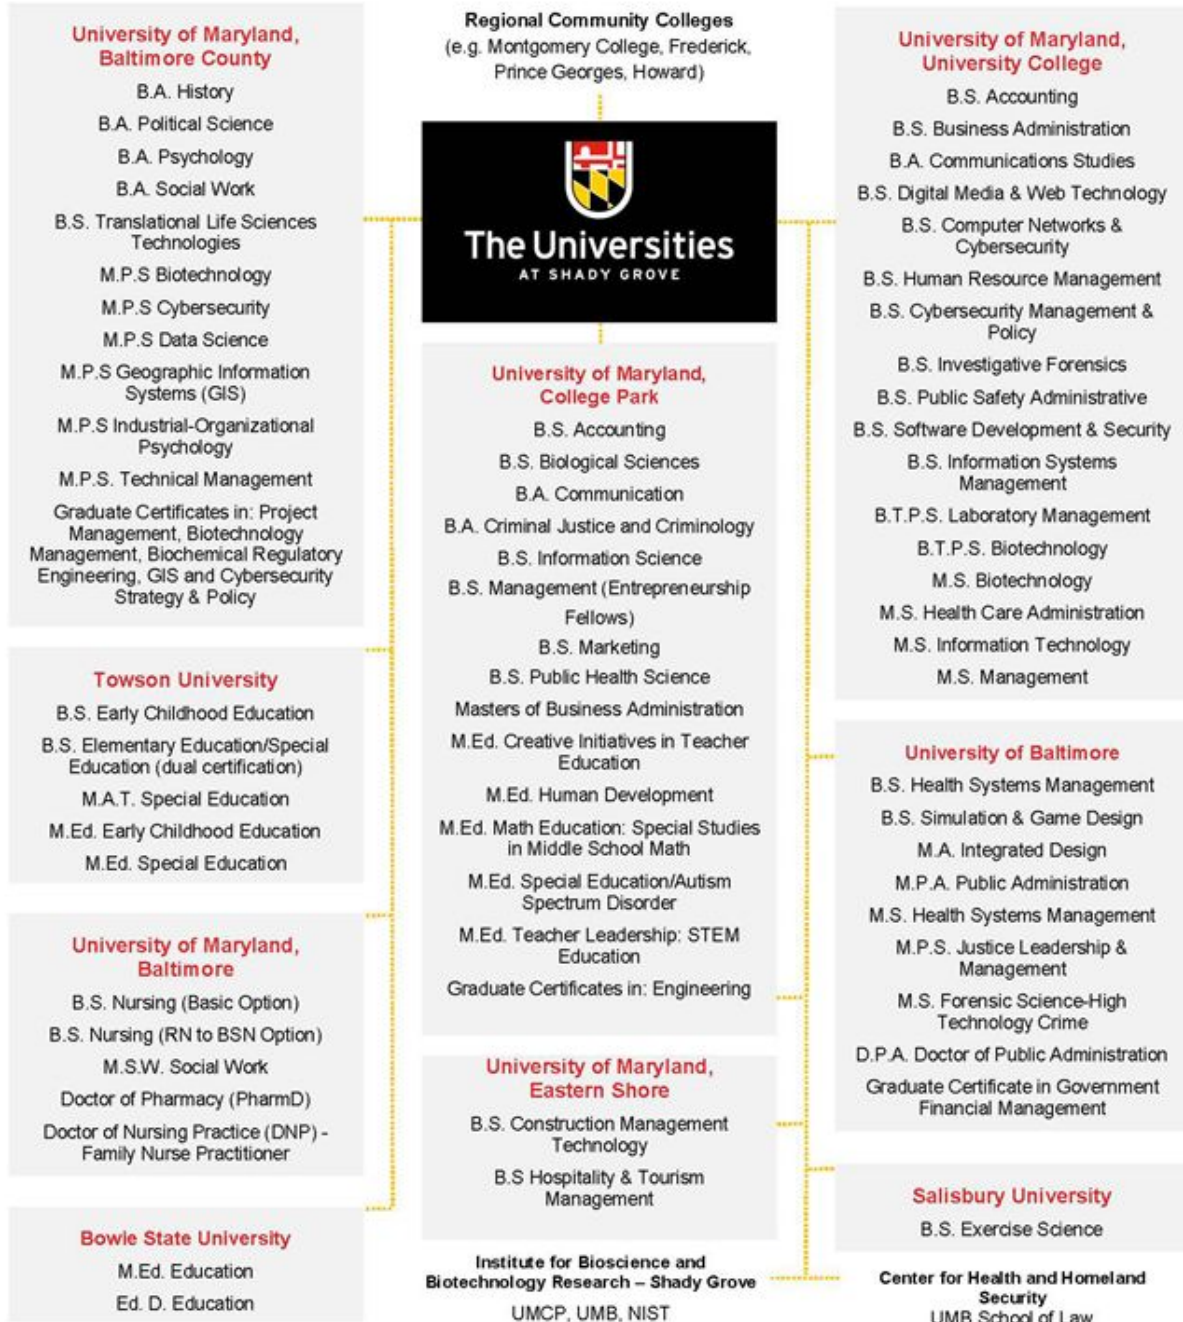 University of Maryland,
Baltimore County
B.A. History
B.A. Political Science
B.A. Psychology
B.A. Social Work
B.S. Translational Life Sciences
Technologies
M.P.S Biotechnology
M.P.S Cybersecurity
M.P.S Data Science
M.P.S Geographic Information
Systems (GIS)
M.P.S Industrial-Organizational
Psychology
M.P.S. Technical Management
Graduate Certificates in: Project
Management, Biotechnology
Management, Biochemical Regulatory
Engineering, GIS and Cybersecurity
Strategy & Policy
Towson University
B.S. Early Childhood Education
B.S. Elementary Education/Special
Education (dual certification)
M.A.T. Special Education
M.Ed. Early Childhood Education
M.Ed. Special Education
University of Maryland,
Baltimore
B.S. Nursing (Basic Option)
B.S. Nursing (RN to BSN Option)
M.S.W. Social Work
Doctor of Pharmacy (PharmD)
Doctor of Nursing Practice (DNP) -
Family Nurse Practitioner
Bowie State University
M.Ed. Education
Ed. D. Education
Regional Community Colleges
(e.g. Montgomery College, Frederick,
Prince Georges, Howard)
The Universities
AT SHADY GROVE
University of Maryland,
College Park
B.S. Accounting
B.S. Biological Sciences
B.A. Communication
B.A. Criminal Justice and Criminology
B.S. Information Science
B.S. Management (Entrepreneurship
Fellows)
B.S. Marketing
B.S. Public Health Science
Masters of Business Administration
M.Ed. Creative Initiatives in Teacher
Education
M.Ed. Human Development
M.Ed. Math Education: Special Studies
in Middle School Math
M.Ed. Special Education/Autism
Spectrum Disorder
M.Ed. Teacher Leadership: STEM
Education
Graduate Certificates in: Engineering
University of Maryland,
Eastern Shore
B.S. Construction Management
Technology
B.S Hospitality & Tourism
Management
Institute for Bioscience and
Biotechnology Research – Shady Grove
UMCP, UMB, NIST
University of Maryland,
University College
B.S. Accounting
B.S. Business Administration
B.A. Communications Studies
B.S. Digital Media & Web Technology
B.S. Computer Networks &
Cybersecurity
B.S. Human Resource Management
B.S. Cybersecurity Management &
Policy
B.S. Investigative Forensics
B.S. Public Safety Administrative
B.S. Software Development & Security
B.S. Information Systems
Management
B.T.P.S. Laboratory Management
B.T.P.S. Biotechnology
M.S. Biotechnology
M.S. Health Care Administration
M.S. Information Technology
M.S. Management
University of Baltimore
B.S. Health Systems Management
B.S. Simulation & Game Design
M.A. Integrated Design
M.P.A. Public Administration
M.S. Health Systems Management
M.P.S. Justice Leadership &
Management
M.S. Forensic Science-High
Technology Crime
D.P.A. Doctor of Public Administration
Graduate Certificate in Government
Financial Management
Salisbury University
B.S. Exercise Science
Center for Health and Homeland
Security
UMB School of Law